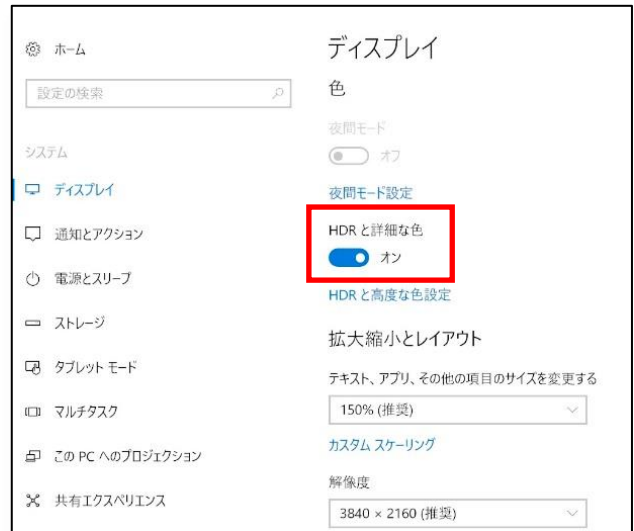 ホーム
設定の検索
システム
ディスプレイ
通知とアクション
電源とスリープ
ストレージ
タブレット モード
マルチタスク
この PC へのプロジェクション
共有エクスペリエンス
ディスプレイ
色
夜間モード
オフ
夜間モード設定
HDR と詳細な色
オン
HDR と高度な色設定
拡大縮小とレイアウト
テキスト、アプリ、その他の項目のサイズを変更する
150% (推奨)
カスタム スケーリング
解像度
3840 × 2160 (推奨)